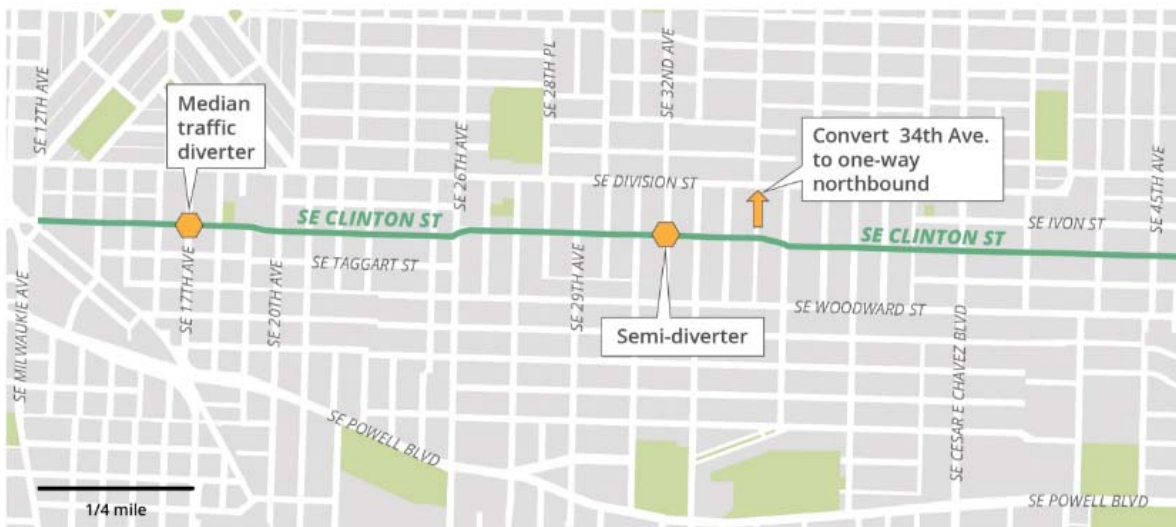 SE 12TH AVE
Median
traffic
diverter
SE 26TH AVE
SE 28TH PL
SE 32ND AVE
Convert 34th Ave.
to one-way
northbound
SE 45TH AVE
SE DIVISION ST
SE CLINTON ST
SE IVON ST
SE CLINTON ST
SE TAGGART ST
SE MILWAUKIE AVE
SE 17TH AVE
SE 20TH AVE
SE 29TH AVE
Semi-diverter
SE WOODWARD ST
SE CESAR E CHAVEZ BLVD
SE POWELL BLVD
1/4 mile
SE POWELL BLVD